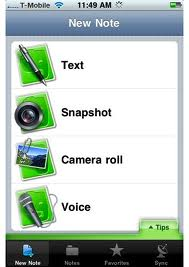 T-Mobile 11:49 AM
New Note
Text
Snapshot
Camera roll
Voice
Tips
New Note Notes Favorites Sync